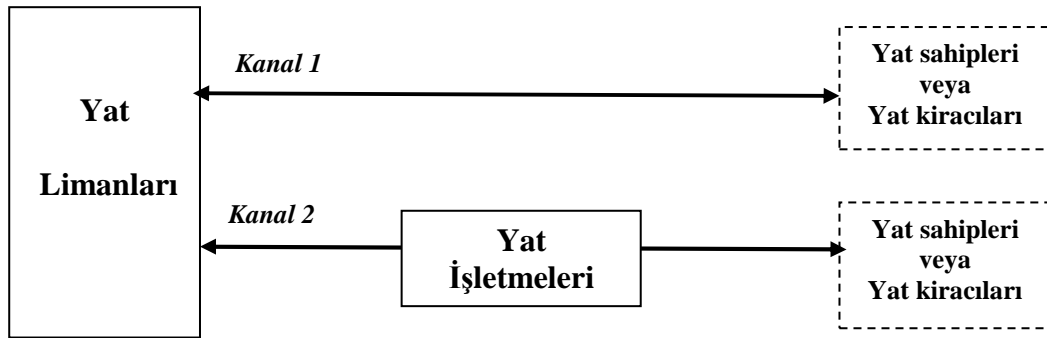 Yat
Limanları
Kanal 1
Yat sahipleri
veya
Yat kiracıları
Kanal 2
Yat
İşletmeleri
Yat sahipleri
veya
Yat kiracıları